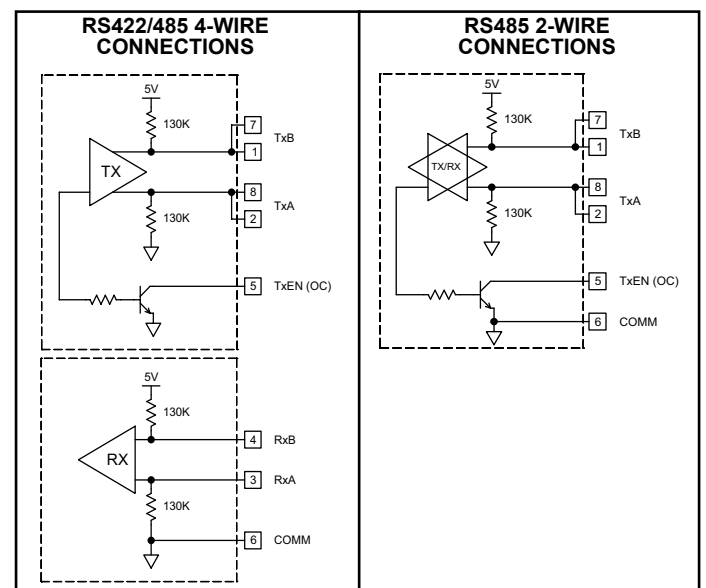 RS422/485 4-WIRE
CONNECTIONS
5V
130K
7
TxB
1
TX
8
TxA
130K
2
5 TxEN (OC)
5V
130K
4 RxB
RX
3 RxA
130K
6 COMM
RS485 2-WIRE
CONNECTIONS
5V
130K
7
TxB
1
TX/RX
8
TxA
130K
2
5 TxEN (OC)
6 COMM